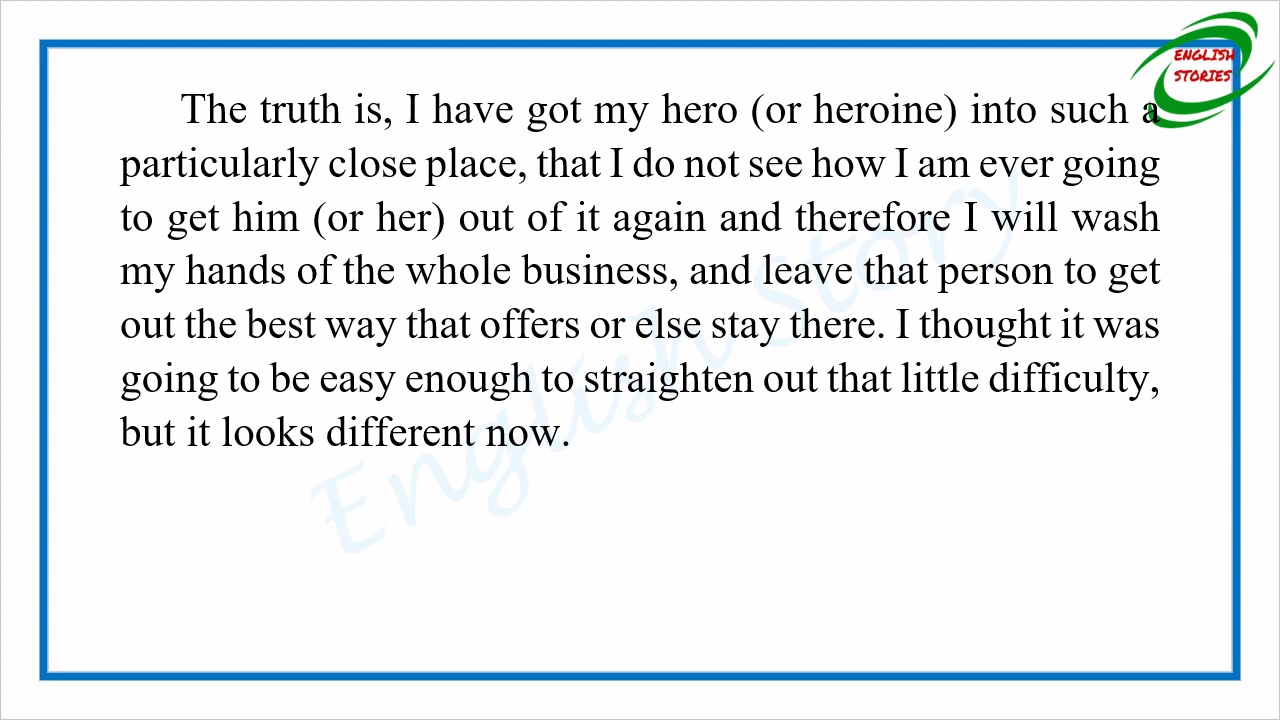 ENGLISH
STORIES
The truth is, I have got my hero (or heroine) into such a
particularly close place, that I do not see how I am ever going
to get him (or her) out of it again and therefore I will wash
my hands of the whole business, and leave that person to get
out the best way that offers or else stay there. I thought it was
going to be easy enough to straighten out that little difficulty,
but it looks different now.
English Story